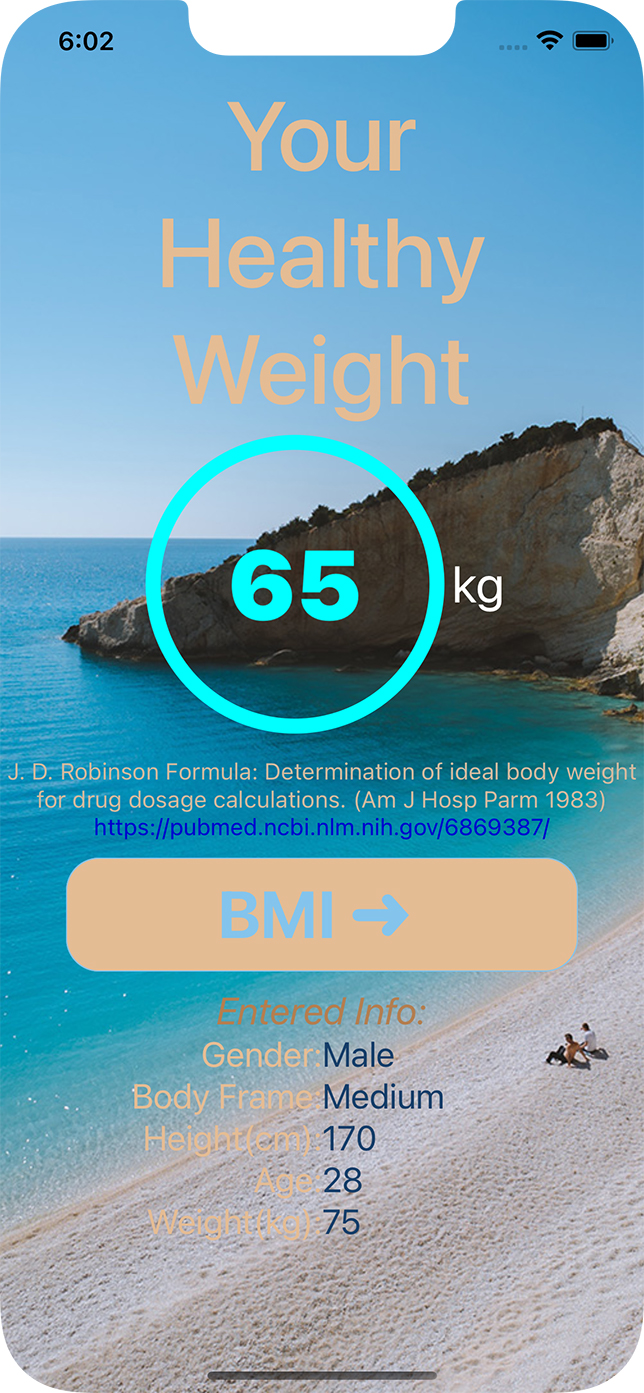 6:02
Your
Healthy
Weight
65 kg
J. D. Robinson Formula: Determination of ideal body weight
for drug dosage calculations. (Am J Hosp Parm 1983)
https://pubmed.ncbi.nlm.nih.gov/6869387/
BMI ➜
Entered Info:
Gender:Male
Body Frame:Medium
Height(cm):170
Age:28
Weight(kg):75